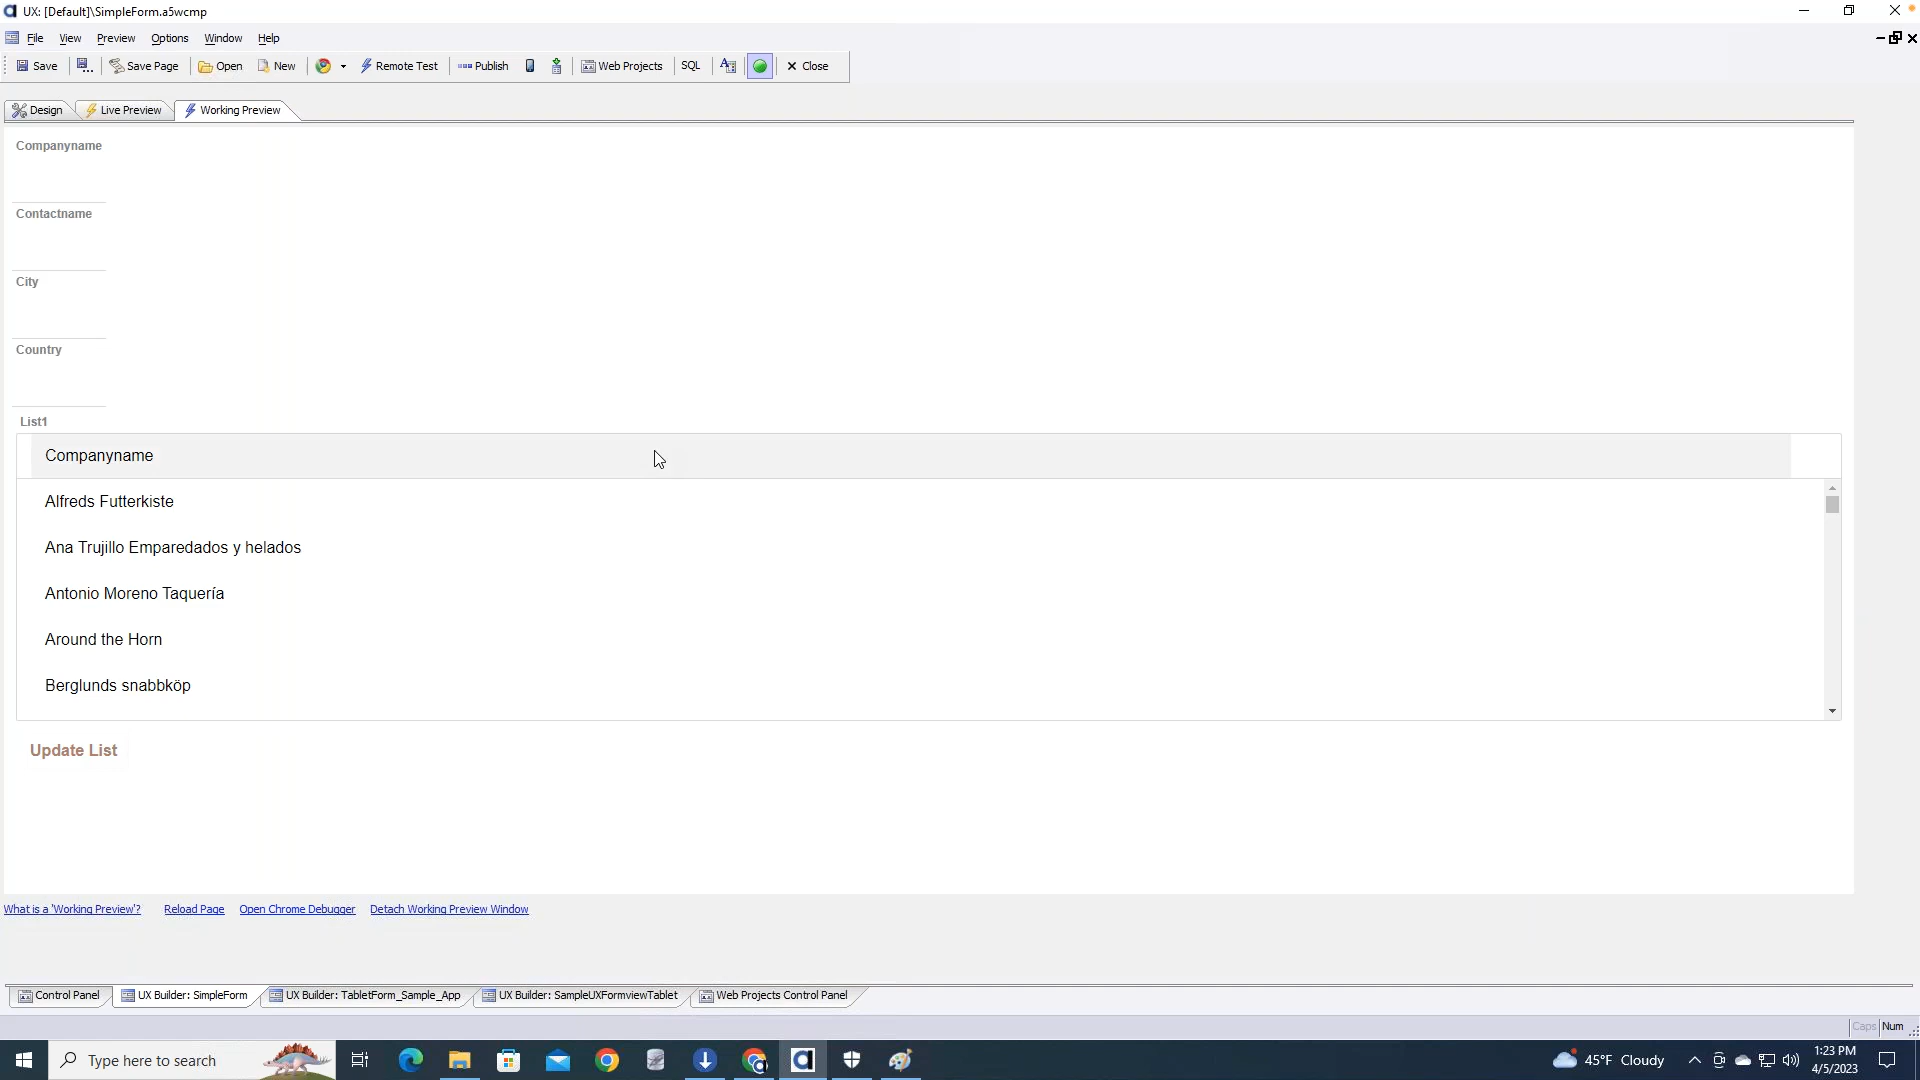 UX: [Default]\SimpleForm.a5wcmp
File View Preview Options Window Help
Save Save Page Open New Remote Test Publish Web Projects SQL Close
Design Live Preview Working Preview
Companyname
Contactname
City
Country
List1
Companyname
Alfreds Futterkiste
Ana Trujillo Emparedados y helados
Antonio Moreno Taquería
Around the Horn
Berglunds snabbköp
Update List
What is a 'Working Preview'? Reload Page Open Chrome Debugger Detach Working Preview Window
Control Panel UX Builder: SimpleForm UX Builder: TabletForm_Sample_App UX Builder: SampleUXFormviewTablet Web Projects Control Panel
Caps Num
Type here to search 45°F Cloudy 1:23 PM
4/5/2023